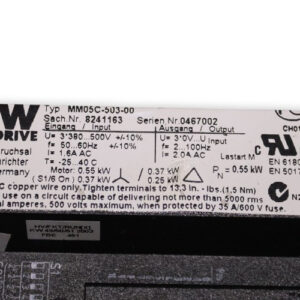 W Typ MM05C-503-00
DRIVE Sach.Nr. 8241163 Serien Nr.0467002
Eingang / Input Ausgang / Output
ruchsal U= 3*380...500V +/-10% U= 3*0V...U
richter f= 50...60Hz +/-10% f= 2...100Hz
ermany I= 1.6A AC I= 2.0A AC Lastart M
T= -25...40 C
Motor: 0.55 kW / 0.37 kW 0.55 kW
(S1/6 On ) 0.37 kW / 0.25 kW
C copper wire only.Tighten terminals to 13.3 in. - lbs.(1.5 Nm)
use on a circuit capable of delivering not more than 5000 rms
al amperes, 500 volts maximum, when protected by 35 A/600 V fuse.
EN 6180
EN 5017